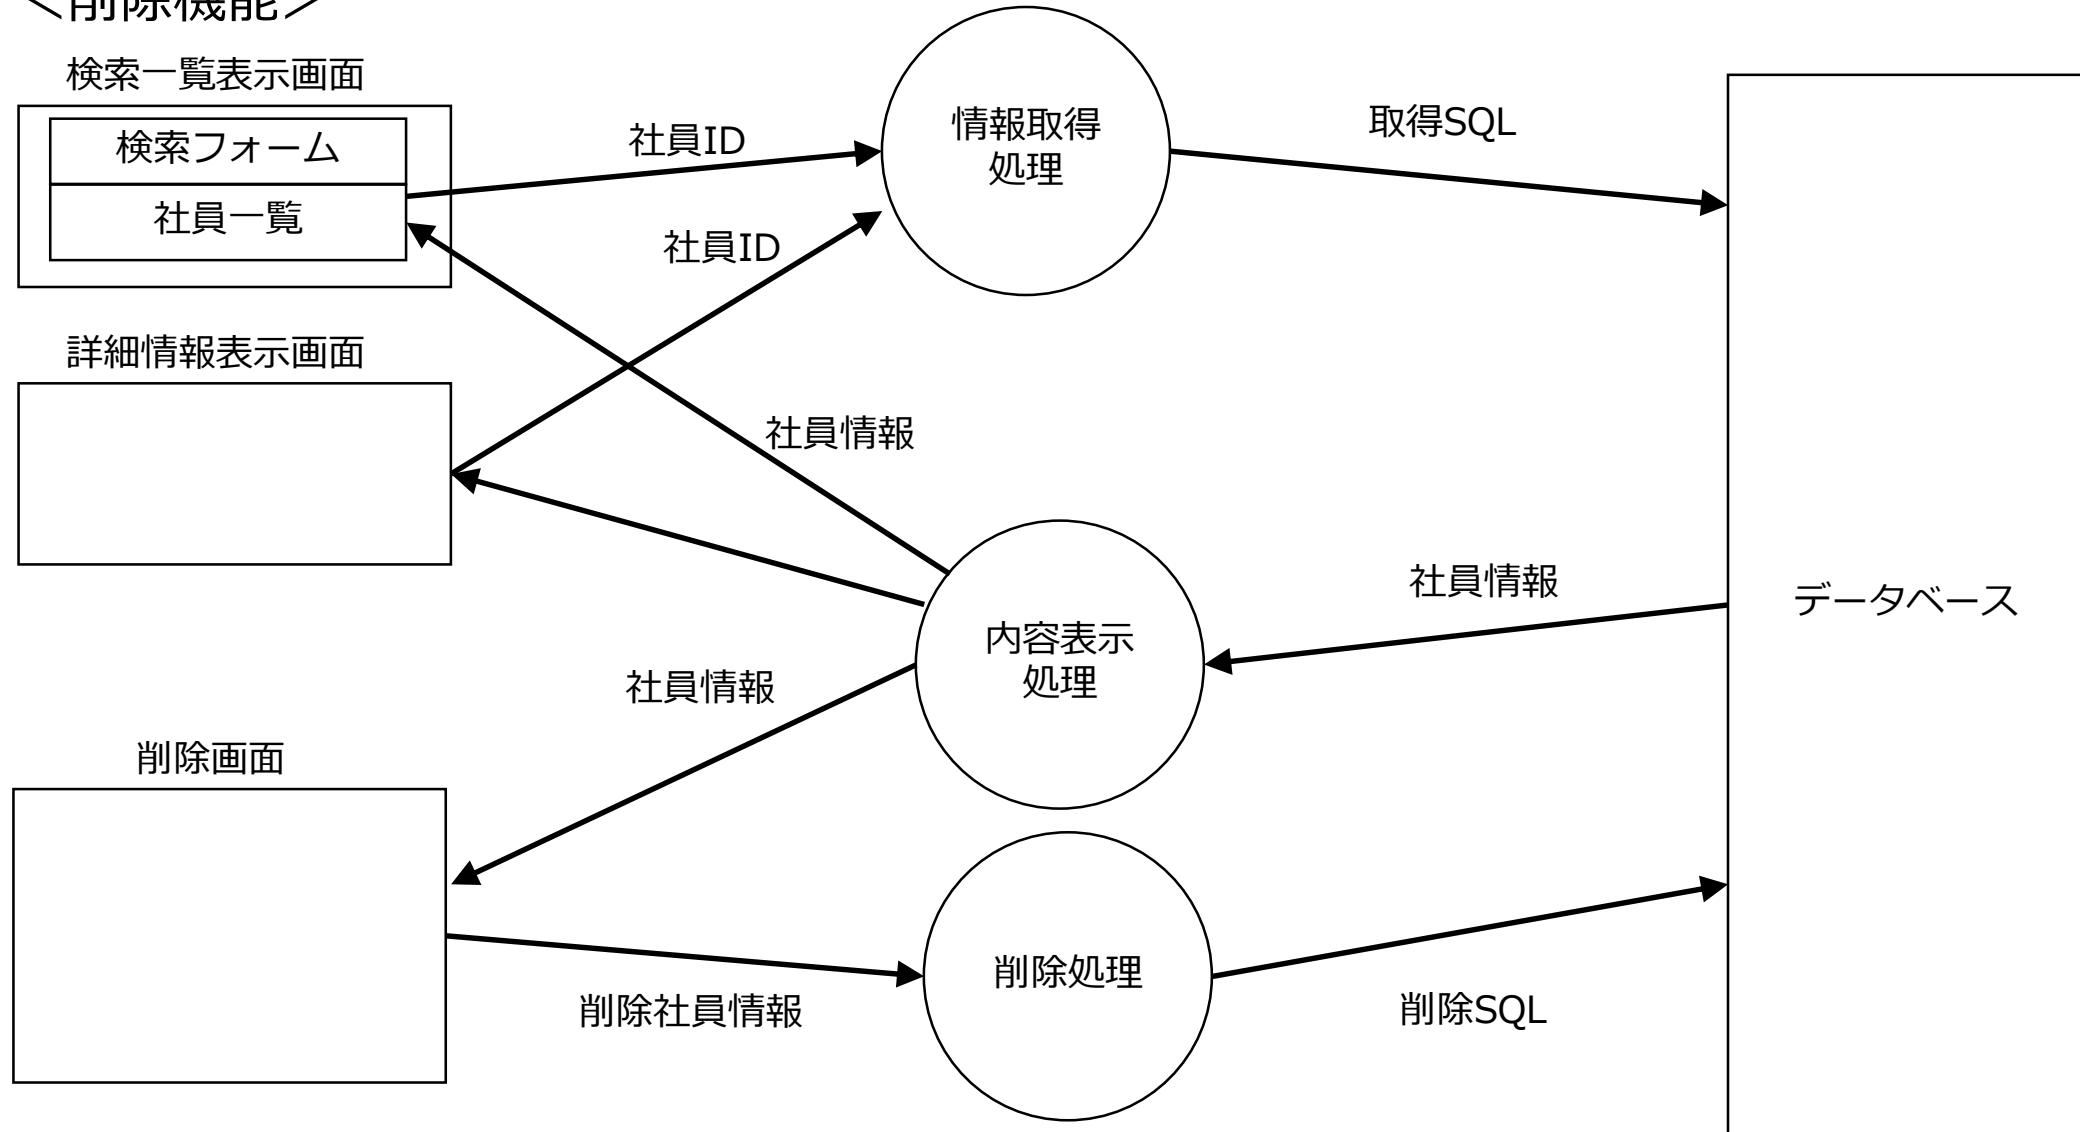 ＜削除機能＞
検索一覧表示画面
検索フォーム
社員一覧
社員ID
情報取得
処理
取得SQL
社員ID
詳細情報表示画面
社員情報
社員情報
データベース
内容表示
処理
社員情報
削除画面
削除処理
削除社員情報
削除SQL